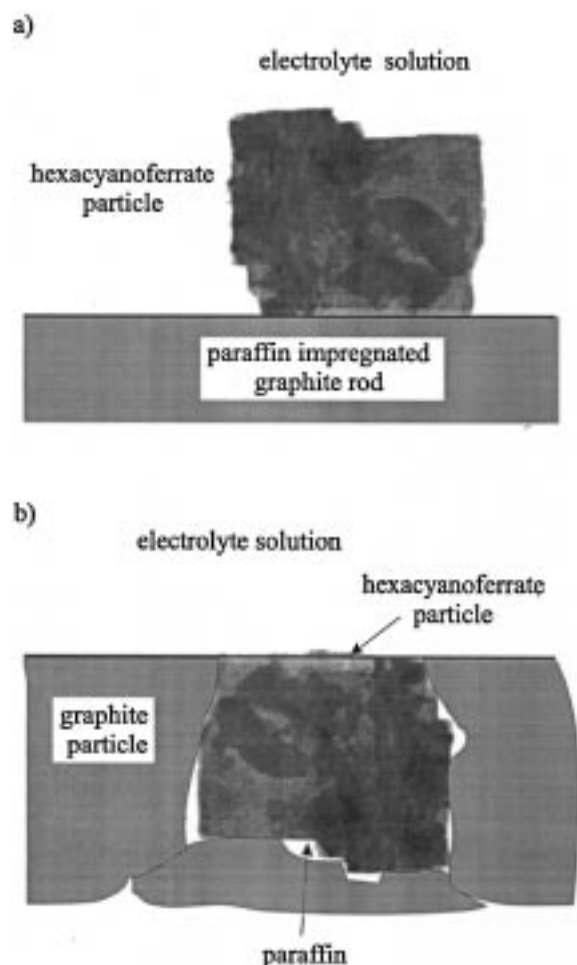 a)
electrolyte solution
hexacyanoferrate
particle
paraffin impregnated
graphite rod
b)
electrolyte solution
hexacyanoferrate
particle
graphite
particle
paraffin